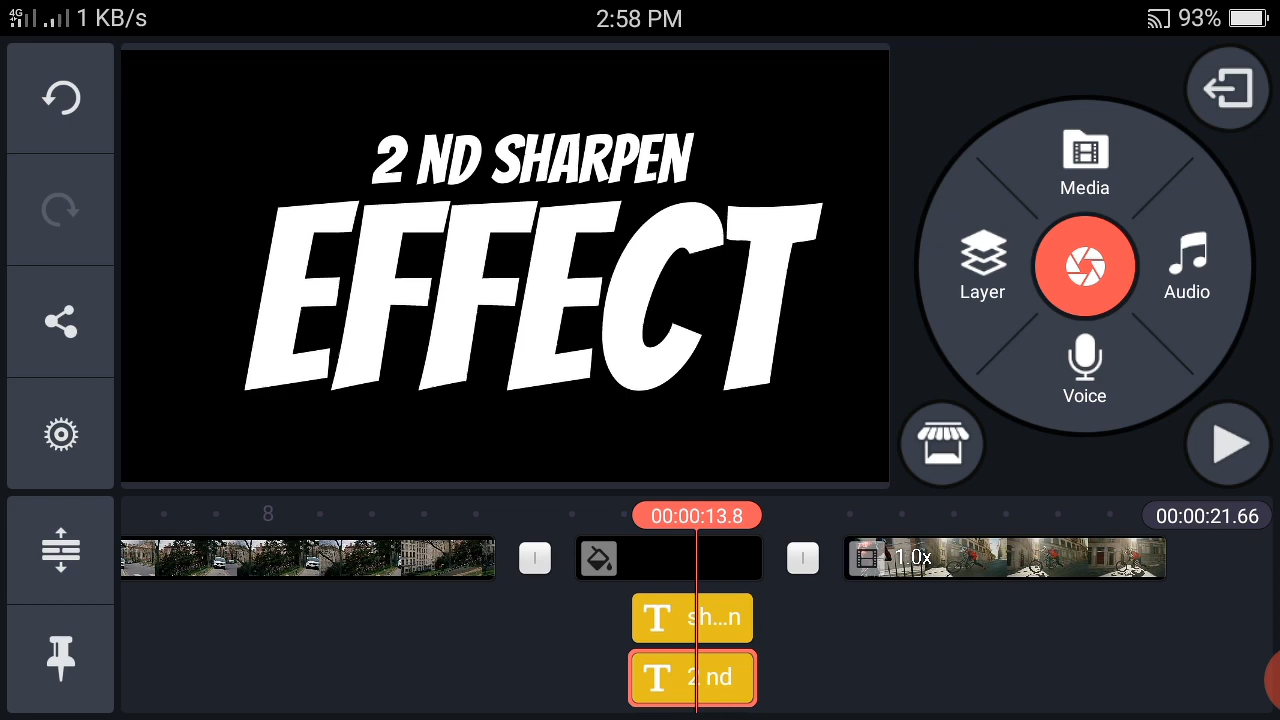 4G 1 KB/s
2:58 PM
93%
2 ND SHARPEN
EFFECT
Media
Layer
Audio
Voice
8
00:00:13.8
00:00:21.66
1.0x
T sh...n
T 2 nd